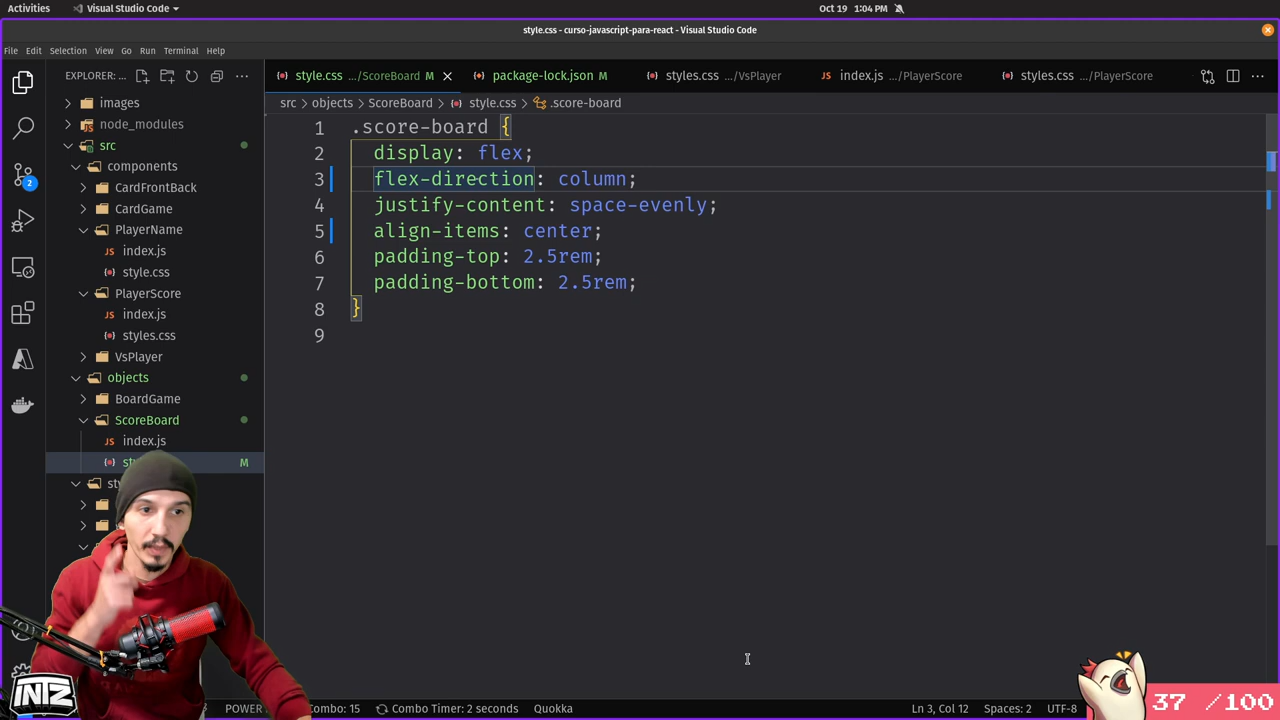 Activities
Visual Studio Code
Oct 19 1:04 PM
style.css - curso-javascript-para-react - Visual Studio Code
File Edit Selection View Go Run Terminal Help
EXPLORER: ...
style.css .../ScoreBoard M
package-lock.json M
styles.css .../VsPlayer
index.js .../PlayerScore
styles.css .../PlayerScore
src > objects > ScoreBoard > style.css > .score-board
images
node_modules
src
components
CardFrontBack
CardGame
PlayerName
JS index.js
style.css
PlayerScore
JS index.js
styles.css
VsPlayer
objects
BoardGame
ScoreBoard
JS index.js
M
2
1 .score-board {
2 display: flex;
3 flex-direction: column;
4 justify-content: space-evenly;
5 align-items: center;
6 padding-top: 2.5rem;
7 padding-bottom: 2.5rem;
8 }
9
INTZ
POWER
Combo: 15
Combo Time: 2 seconds
Quokka
Ln 3, Col 12
Spaces: 2
UTF-8
37 /100